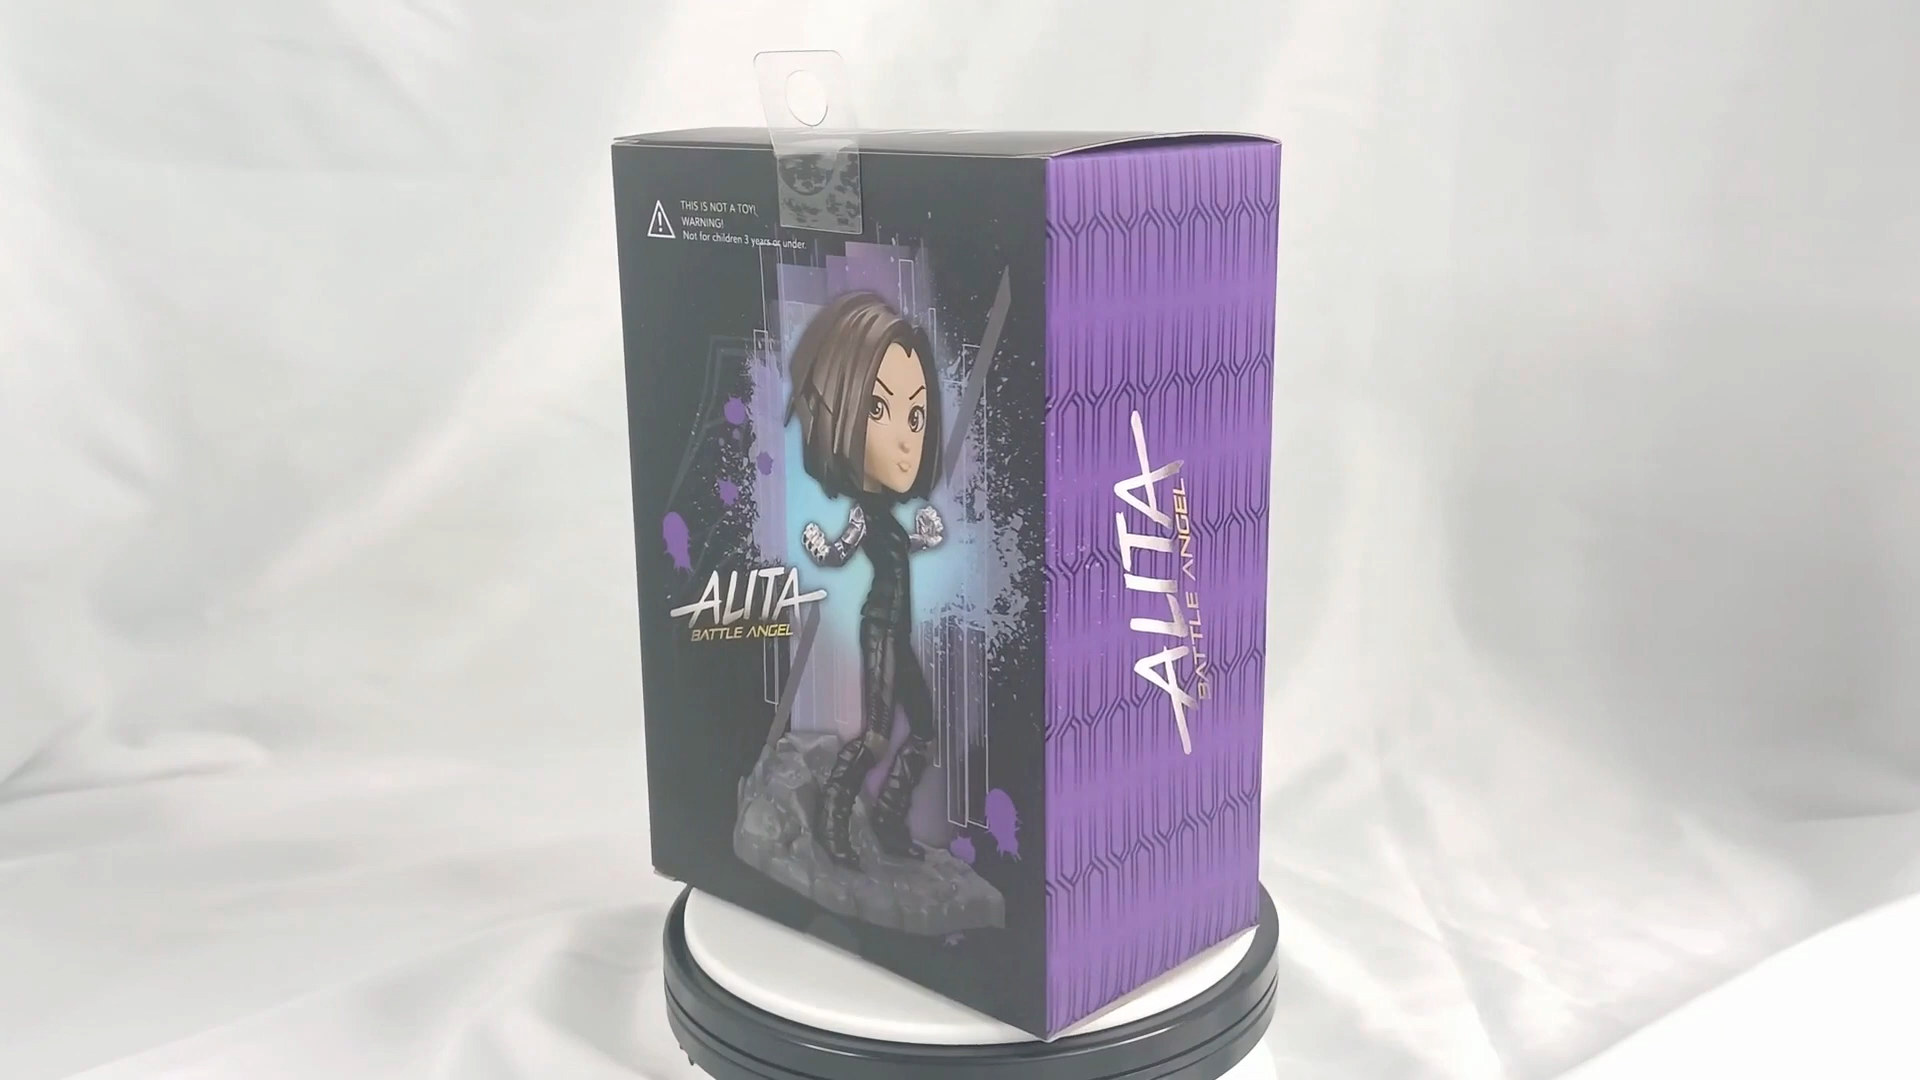 THIS IS NOT A TOY!
WARNING!
Not for children 3 years or under.
ALITA
BATTLE ANGEL
ALITA
BATTLE ANGEL